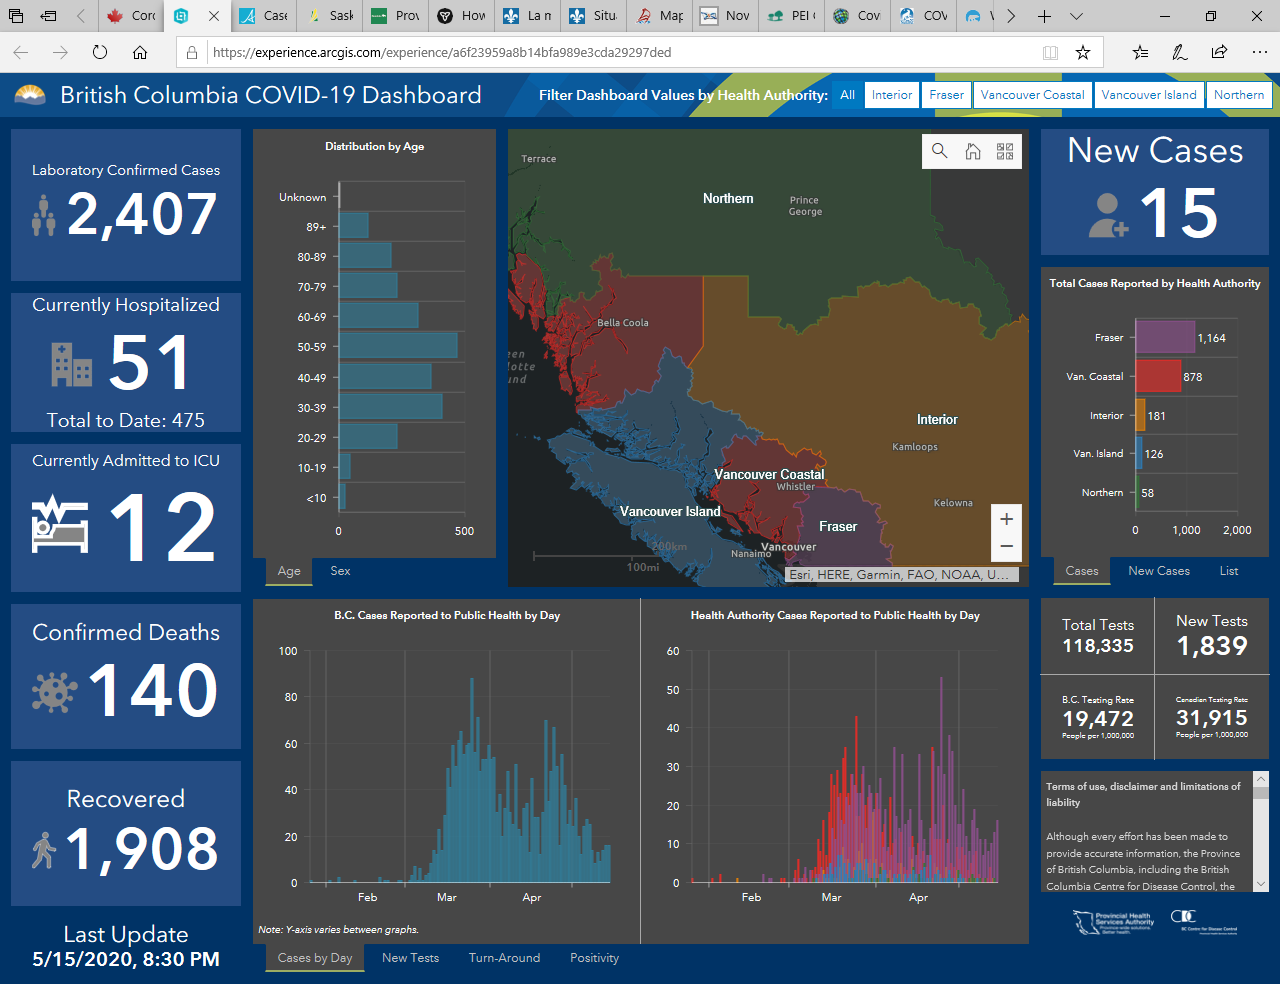 Corc
Case
Sask
Prov
How
La m
Situ
Map
Nov
PEI (
Cov
COV
https://experience.arcgis.com/experience/a6f23959a8b14bfa989e3cda29297ded
British Columbia COVID-19 Dashboard
Filter Dashboard Values by Health Authority:
All
Interior
Fraser
Vancouver Coastal
Vancouver Island
Northern
Laboratory Confirmed Cases
2,407
Currently Hospitalized
51
Total to Date: 475
Currently Admitted to ICU
12
Confirmed Deaths
140
Recovered
1,908
Last Update
5/15/2020, 8:30 PM
Distribution by Age
Unknown
89+
80-89
70-79
60-69
50-59
40-49
30-39
20-29
10-19
<10
0
500
Age
Sex
Terrace
Northern
Prince
George
Bella Coola
een
lotte
und
Interior
Kamloops
Vancouver Coastal
Whistler
Kelowna
Vancouver Island
Fraser
Vancouver
Nanaimo
200km
100mi
+
−
Esri, HERE, Garmin, FAO, NOAA, U…
New Cases
15
Total Cases Reported by Health Authority
Fraser
1,164
Van. Coastal
878
Interior
181
Van. Island
126
Northern
58
0
1,000
2,000
Cases
New Cases
List
B.C. Cases Reported to Public Health by Day
100
80
60
40
20
0
Feb
Mar
Apr
Health Authority Cases Reported to Public Health by Day
60
50
40
30
20
10
0
Feb
Mar
Apr
Note: Y-axis varies between graphs.
Cases by Day
New Tests
Turn-Around
Positivity
Total Tests
118,335
New Tests
1,839
B.C. Testing Rate
19,472
People per 1,000,000
Canadian Testing Rate
31,915
People per 1,000,000
Terms of use, disclaimer and limitations of
liability
Although every effort has been made to
provide accurate information, the Province
of British Columbia, including the British
Columbia Centre for Disease Control, the
Provincial Health
Services Authority
Province-wide solutions.
Better health.
BC Centre for Disease Control